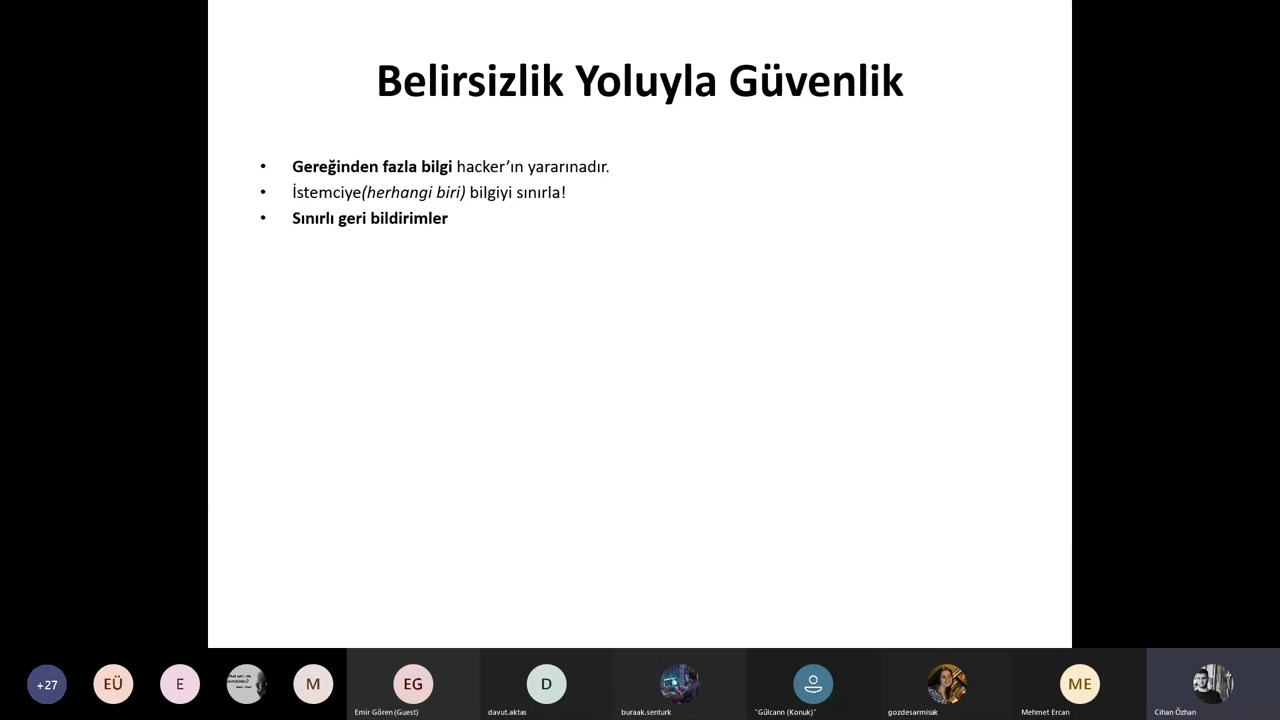 Belirsizlik Yoluyla Güvenlik
• Gereğinden fazla bilgi hacker’ın yararınadır.
• İstemciye(herhangi biri) bilgiyi sınırla!
• Sınırlı geri bildirimler
+27
EÜ
E
M
EG
D
ME
Emir Gören (Guest)
davut.aktas
buraak.senturk
"Gülcann (Konuk)"
gozdesarmisak
Mehmet Ercan
Cihan Özhan